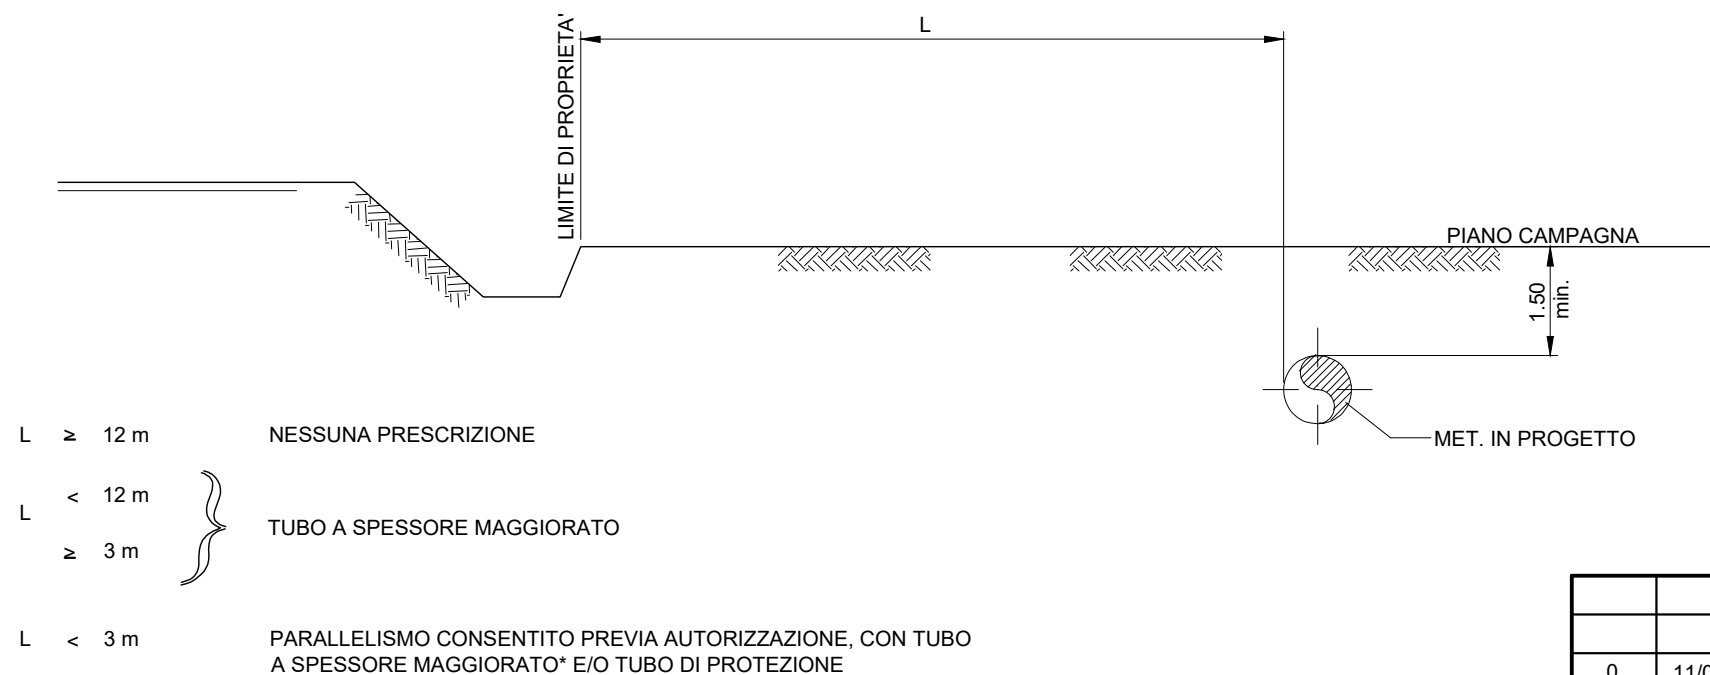 L
LIMITE DI PROPRIETA'
PIANO CAMPAGNA
1.50
min.
MET. IN PROGETTO
L ≥ 12 m NESSUNA PRESCRIZIONE
L < 12 m
≥ 3 m
TUBO A SPESSORE MAGGIORATO
L < 3 m PARALLELISMO CONSENTITO PREVIA AUTORIZZAZIONE, CON TUBO
A SPESSORE MAGGIORATO* E/O TUBO DI PROTEZIONE
0